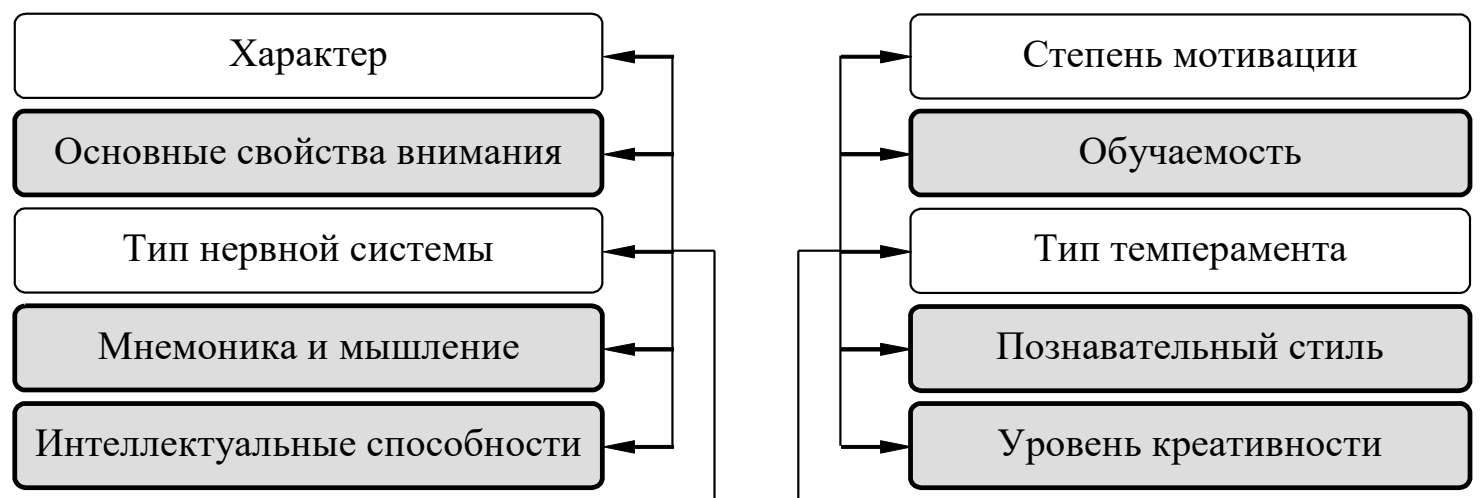 Характер
Основные свойства внимания
Тип нервной системы
Мнемоника и мышление
Интеллектуальные способности
Степень мотивации
Обучаемость
Тип темперамента
Познавательный стиль
Уровень креативности